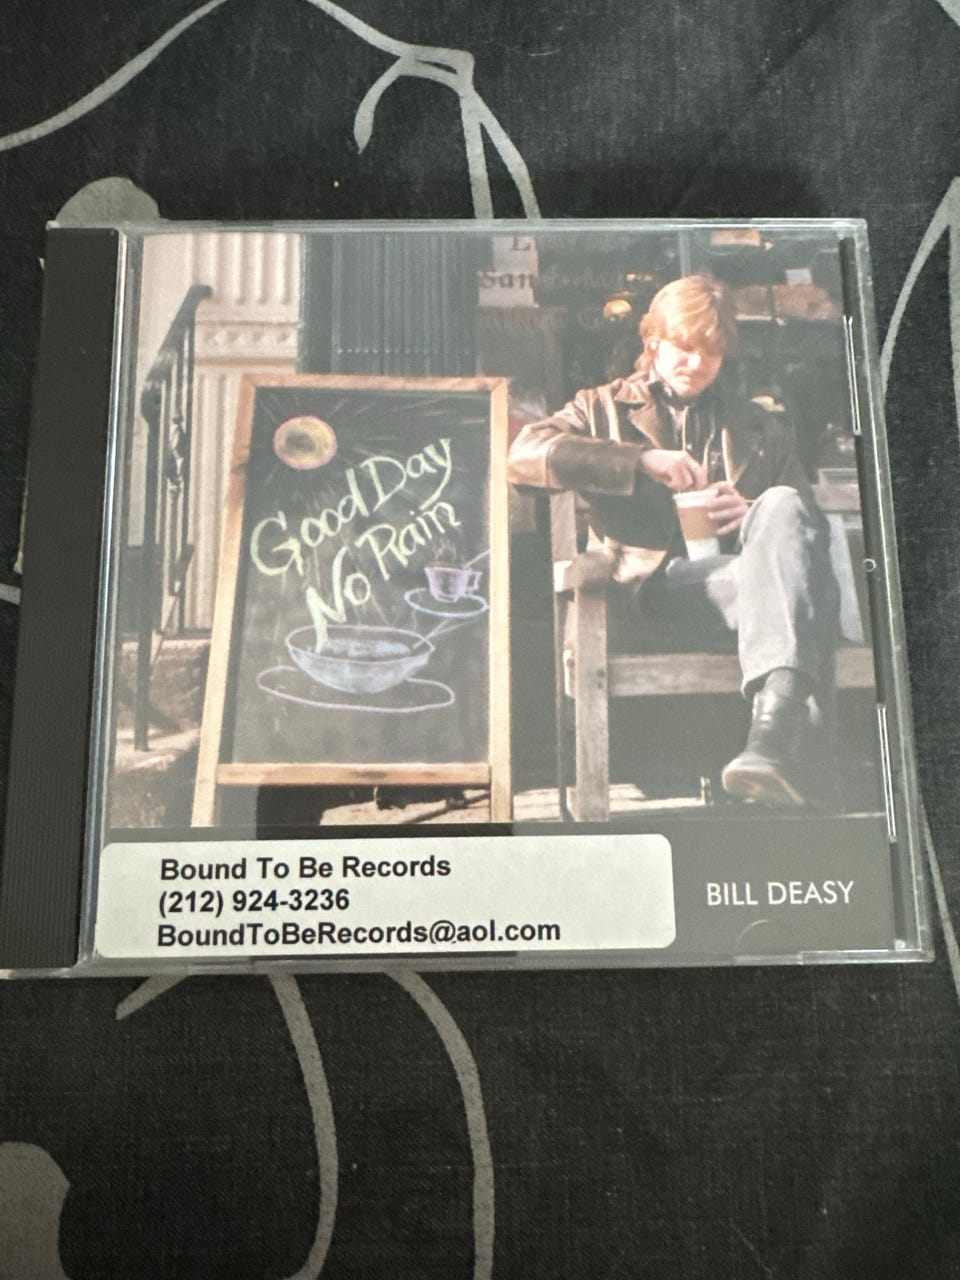 Good Day
No Rain
Bound To Be Records
(212) 924-3236
BoundToBeRecords@aol.com
BILL DEASY